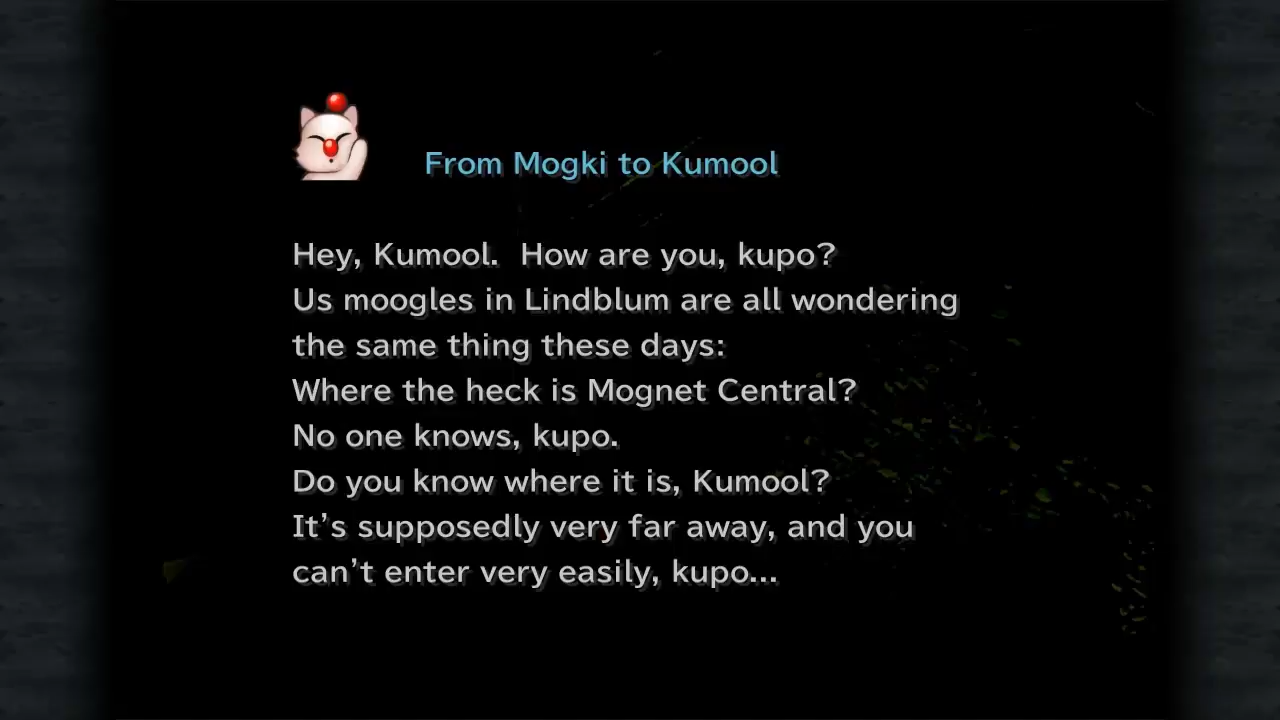 From Mogki to Kumool
Hey, Kumool.  How are you, kupo?
Us moogles in Lindblum are all wondering
the same thing these days:
Where the heck is Mognet Central?
No one knows, kupo.
Do you know where it is, Kumool?
It's supposedly very far away, and you
can't enter very easily, kupo...